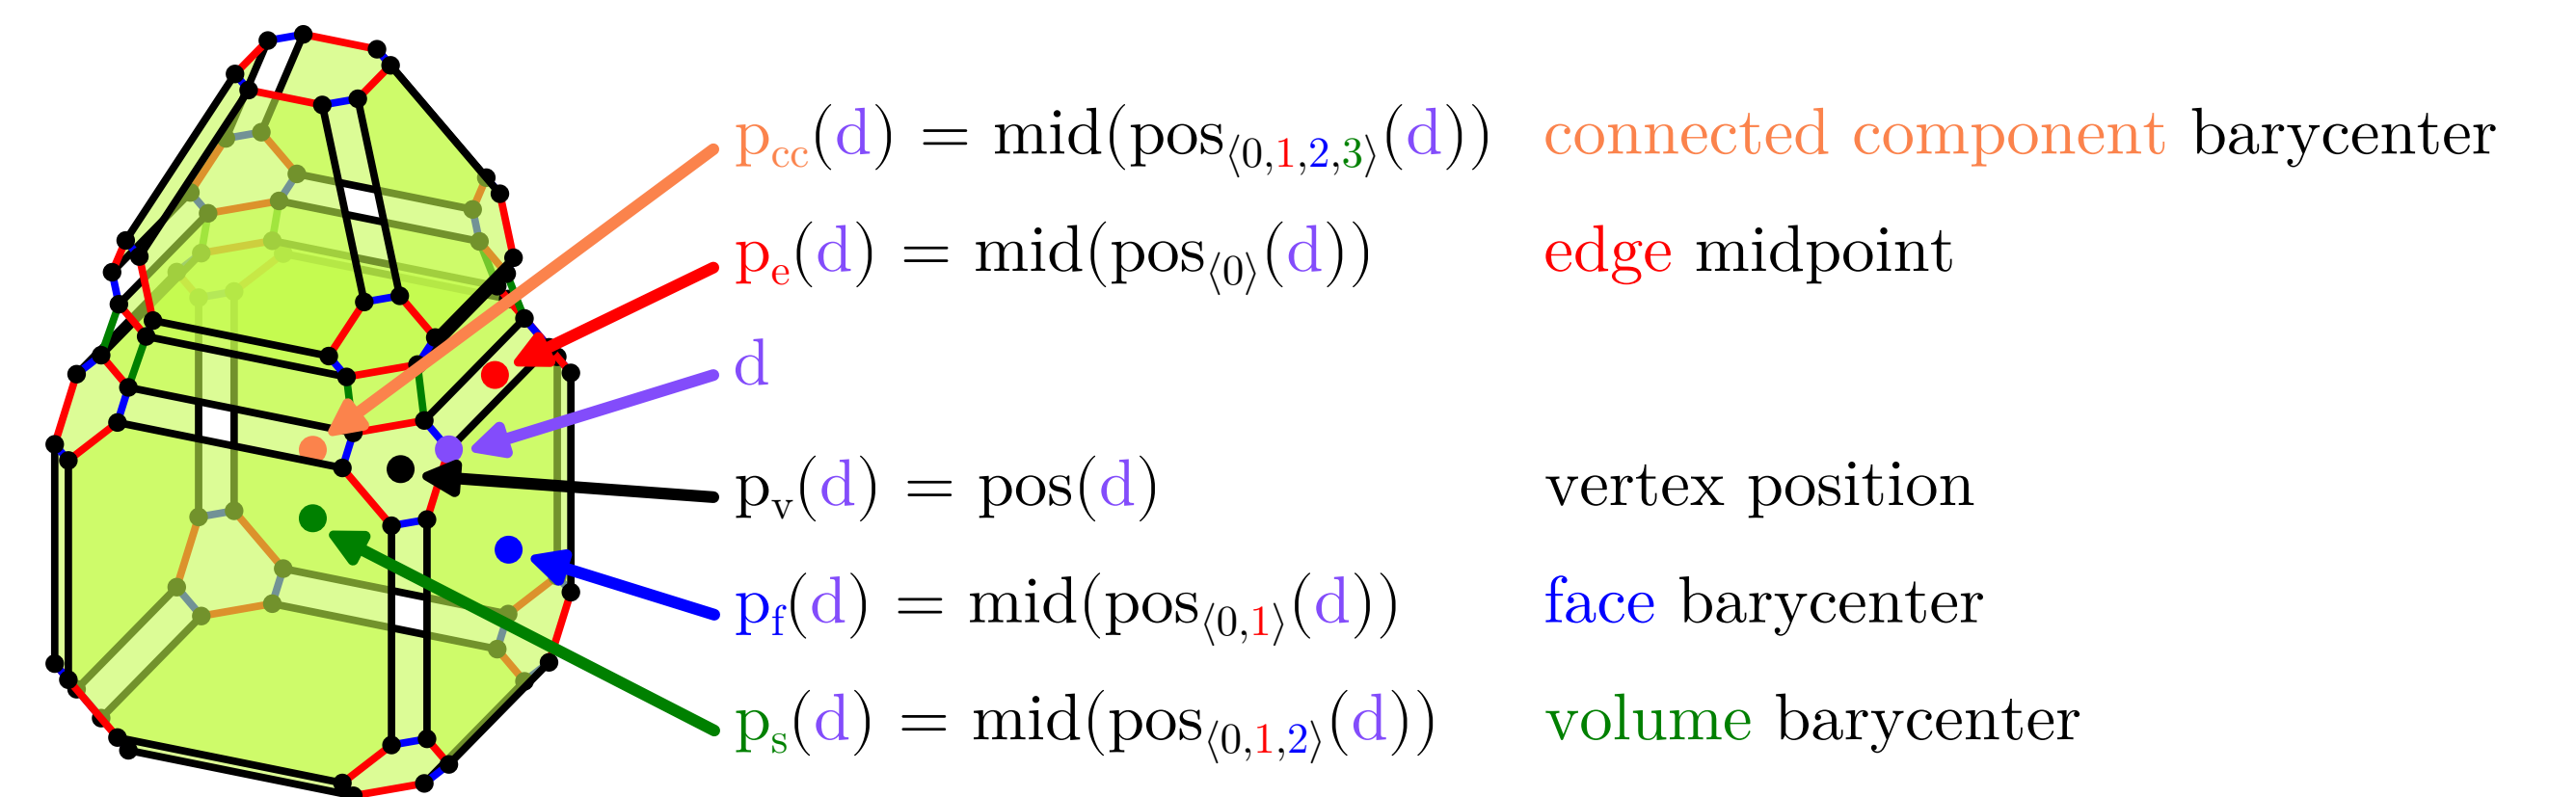 p_cc(d) = mid(pos_⟨0,1,2,3⟩(d)) connected component barycenter
p_e(d) = mid(pos_⟨0⟩(d)) edge midpoint
d
p_v(d) = pos(d) vertex position
p_f(d) = mid(pos_⟨0,1⟩(d)) face barycenter
p_s(d) = mid(pos_⟨0,1,2⟩(d)) volume barycenter